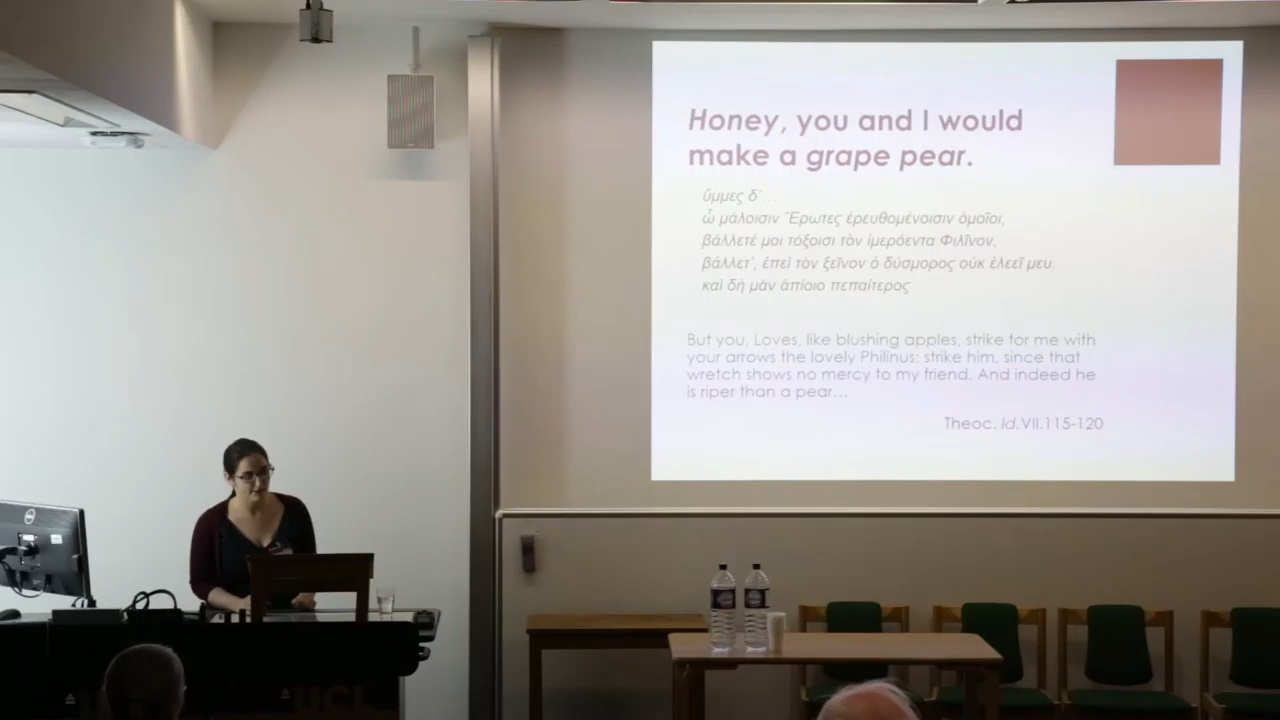 Honey, you and I would
make a grape pear.
ὔμμες δ᾽…
ὦ μάλοισιν Ἔρωτες ἐρευθομένοισιν ὁμοῖοι,
βάλλετέ μοι τόξοισι τὸν ἱμερόεντα Φιλῖνον,
βάλλετ᾽, ἐπεὶ τὸν ξεῖνον ὁ δύσμορος οὐκ ἐλεεῖ μευ.
καὶ δὴ μὰν ἀπίοιο πεπαίτερος
But you, Loves, like blushing apples, strike for me with
your arrows the lovely Philinus; strike him, since that
wretch shows no mercy to my friend. And indeed he
is riper than a pear…
Theoc. Id.VII.115-120
DELL
UCL